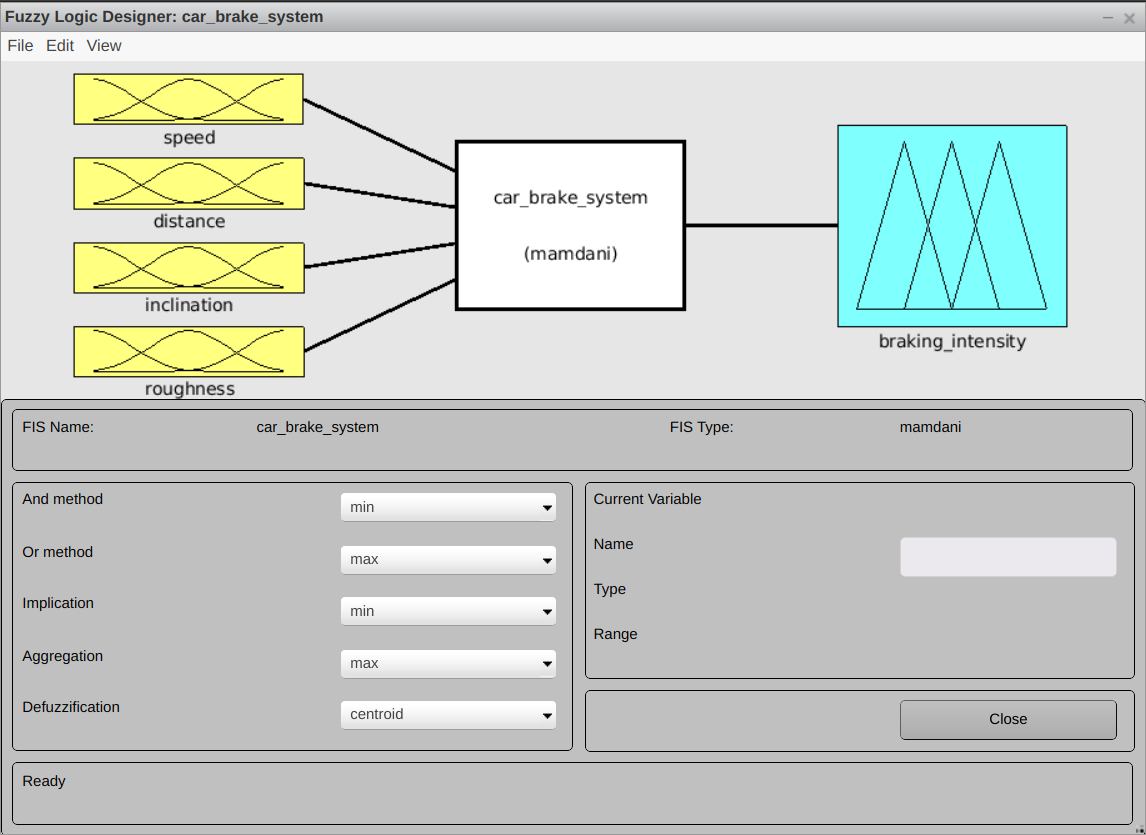 Fuzzy Logic Designer: car_brake_system
File Edit View
speed
distance
inclination
roughness
car_brake_system
(mamdani)
braking_intensity
FIS Name: car_brake_system FIS Type: mamdani
And method min
Or method max
Implication min
Aggregation max
Defuzzification centroid
Current Variable
Name
Type
Range
Close
Ready